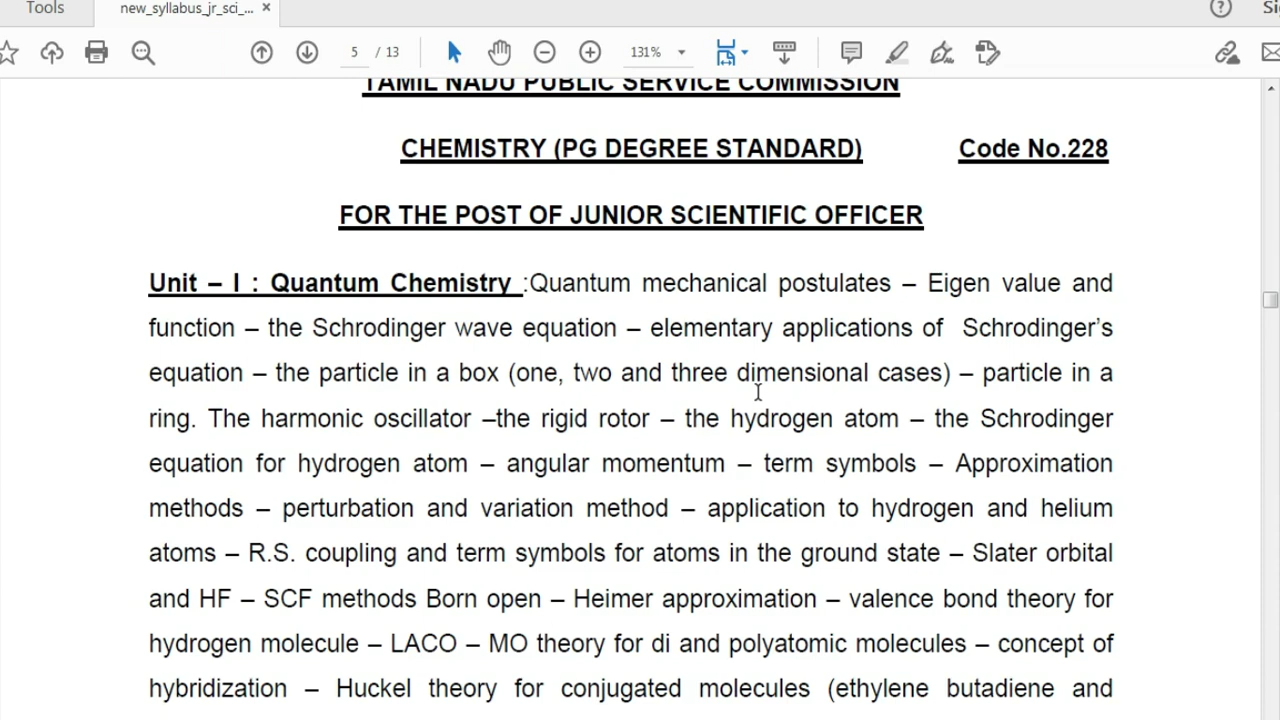 Tools new_syllabus_jr_sci_... ×
5 / 13 131%
TAMIL NADU PUBLIC SERVICE COMMISSION
CHEMISTRY (PG DEGREE STANDARD) Code No.228
FOR THE POST OF JUNIOR SCIENTIFIC OFFICER
Unit – I : Quantum Chemistry :Quantum mechanical postulates – Eigen value and
function – the Schrodinger wave equation – elementary applications of Schrodinger’s
equation – the particle in a box (one, two and three dimensional cases) – particle in a
ring. The harmonic oscillator –the rigid rotor – the hydrogen atom – the Schrodinger
equation for hydrogen atom – angular momentum – term symbols – Approximation
methods – perturbation and variation method – application to hydrogen and helium
atoms – R.S. coupling and term symbols for atoms in the ground state – Slater orbital
and HF – SCF methods Born open – Heimer approximation – valence bond theory for
hydrogen molecule – LACO – MO theory for di and polyatomic molecules – concept of
hybridization – Huckel theory for conjugated molecules (ethylene butadiene and